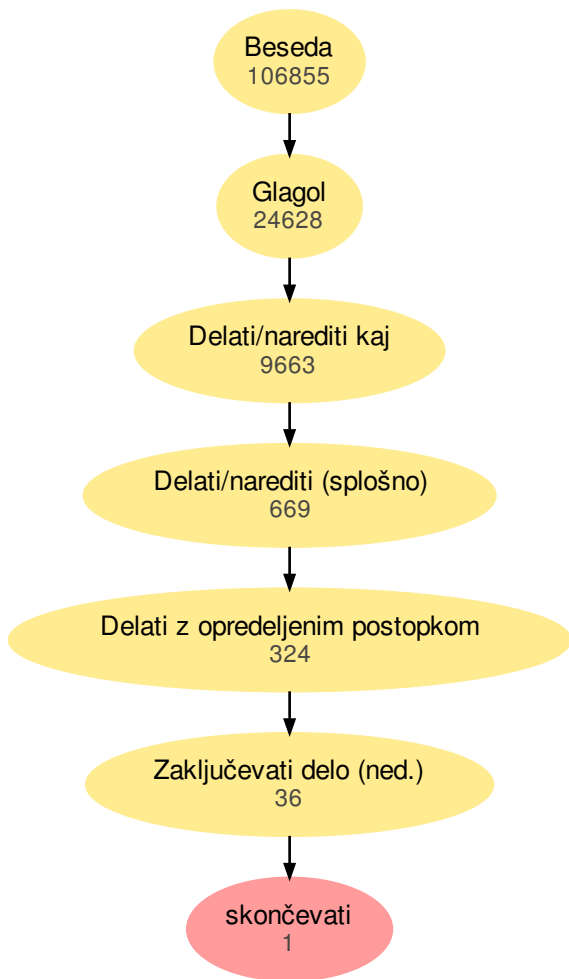 Beseda
106855
Glagol
24628
Delati/narediti kaj
9663
Delati/narediti (splošno)
669
Delati z opredeljenim postopkom
324
Zaključevati delo (ned.)
36
skončevati
1